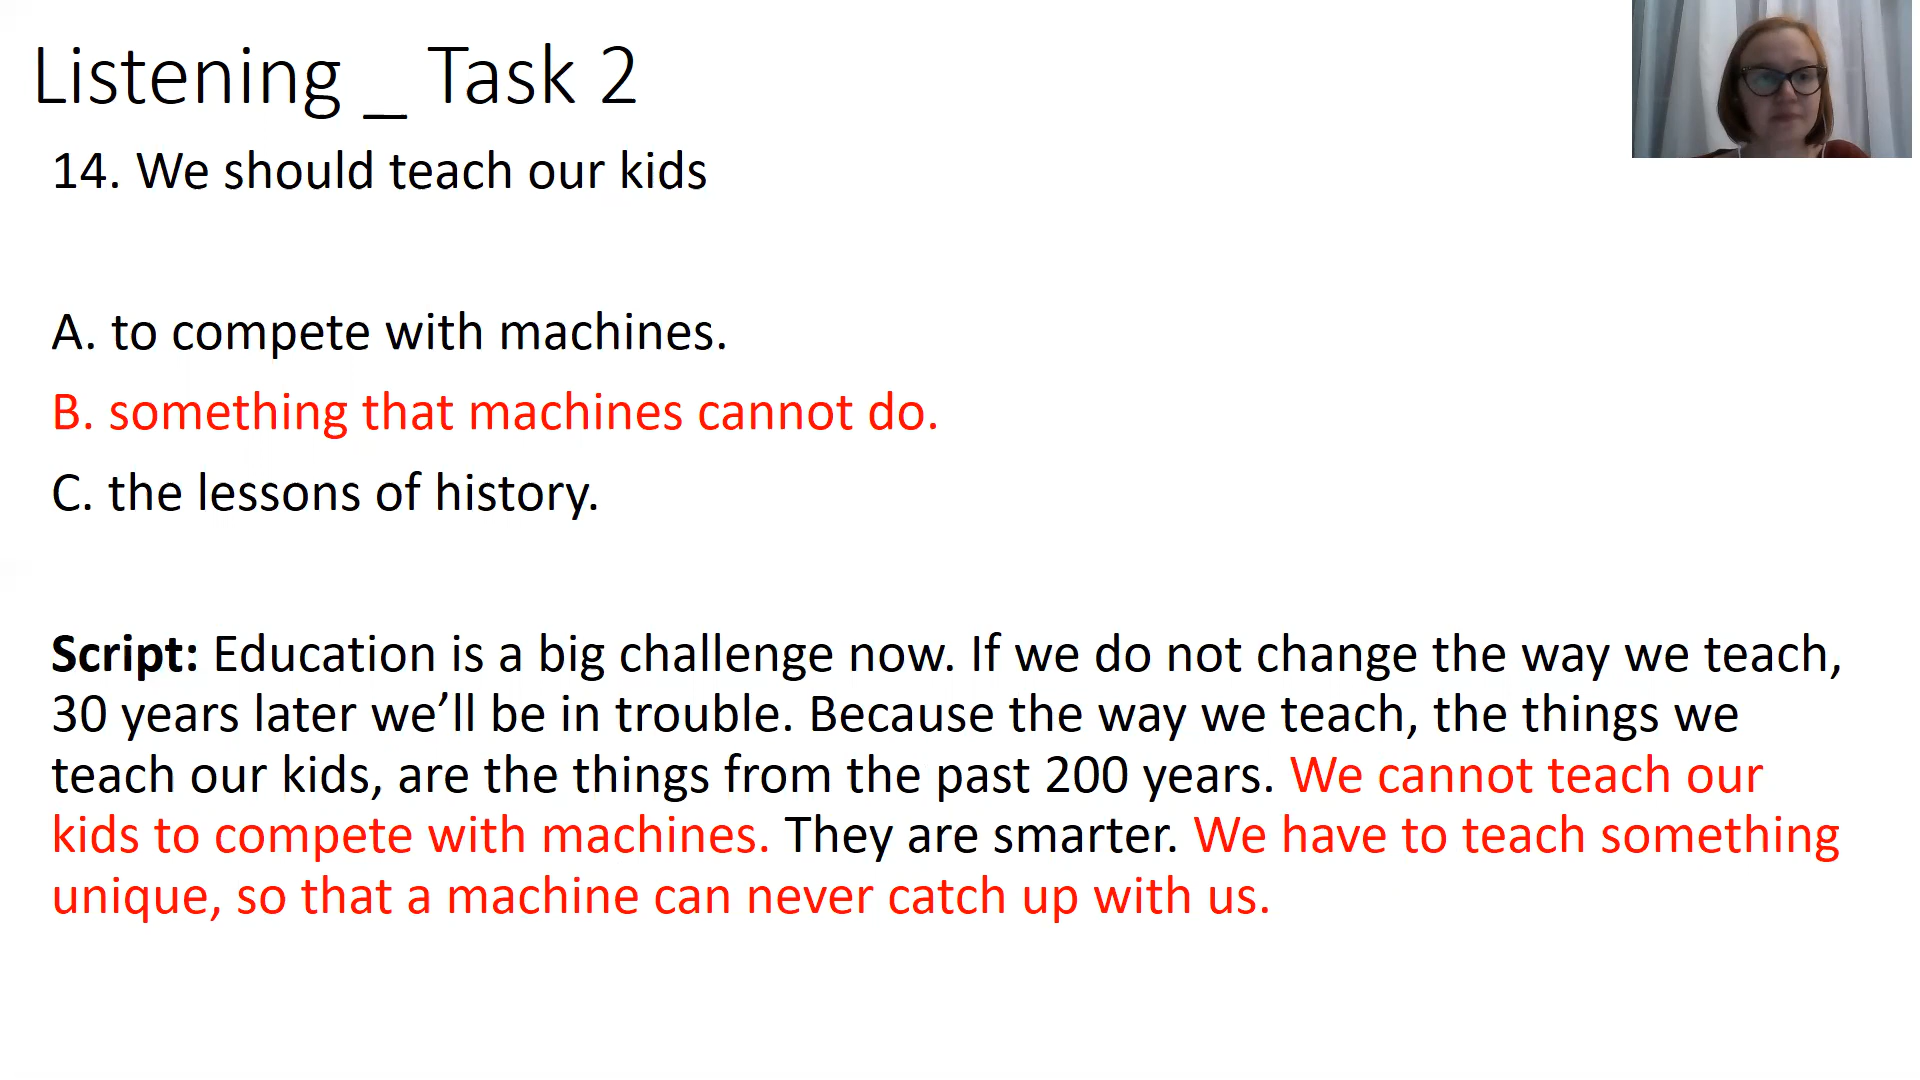 Listening _ Task 2
14. We should teach our kids
A. to compete with machines.
B. something that machines cannot do.
C. the lessons of history.
Script: Education is a big challenge now. If we do not change the way we teach,
30 years later we’ll be in trouble. Because the way we teach, the things we
teach our kids, are the things from the past 200 years. We cannot teach our
kids to compete with machines. They are smarter. We have to teach something
unique, so that a machine can never catch up with us.